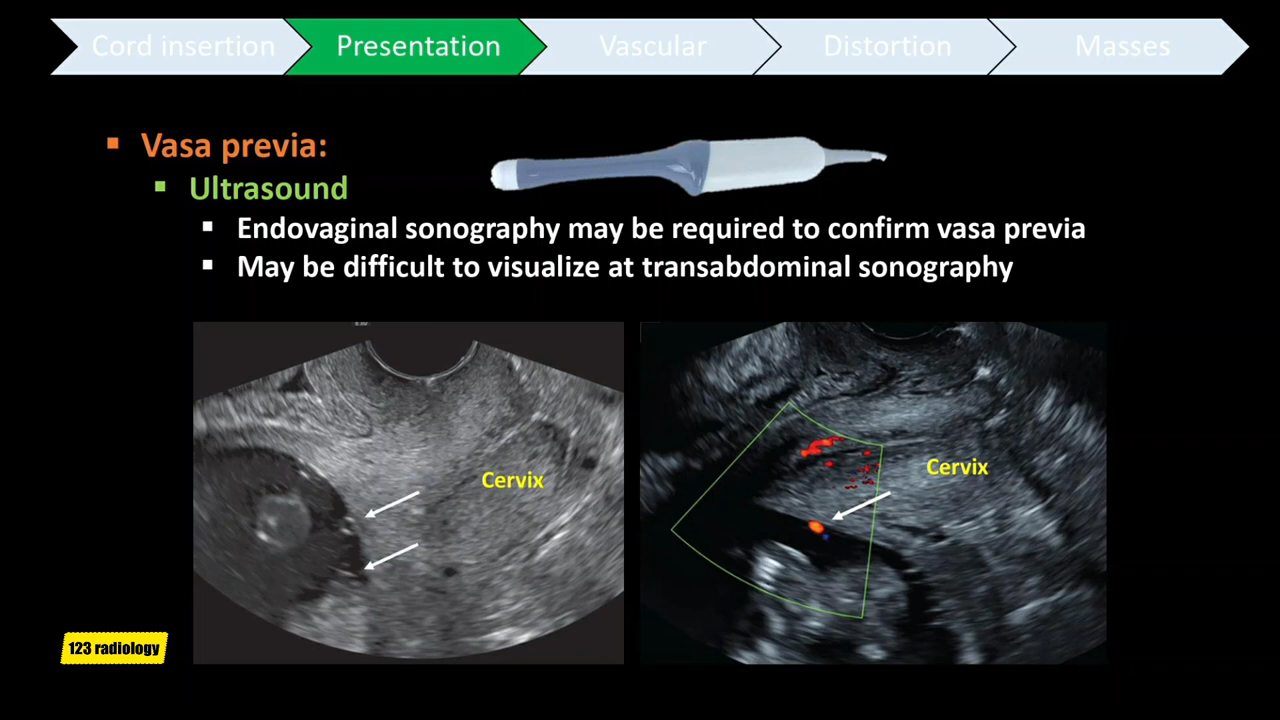 Cord insertion
Presentation
Vascular
Distortion
Masses
Vasa previa:
Ultrasound
Endovaginal sonography may be required to confirm vasa previa
May be difficult to visualize at transabdominal sonography
Cervix
Cervix
123 radiology